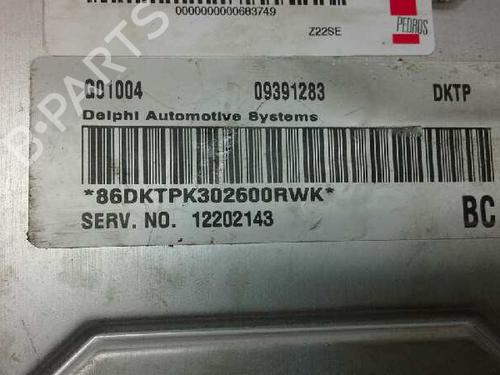 0000000000683749
Z22SE
PEDROS
G01004 09391283 DKTP
Delphi Automotive Systems
*86DKTPK302600RWK*
SERV. NO. 12202143 BC
B-PARTS